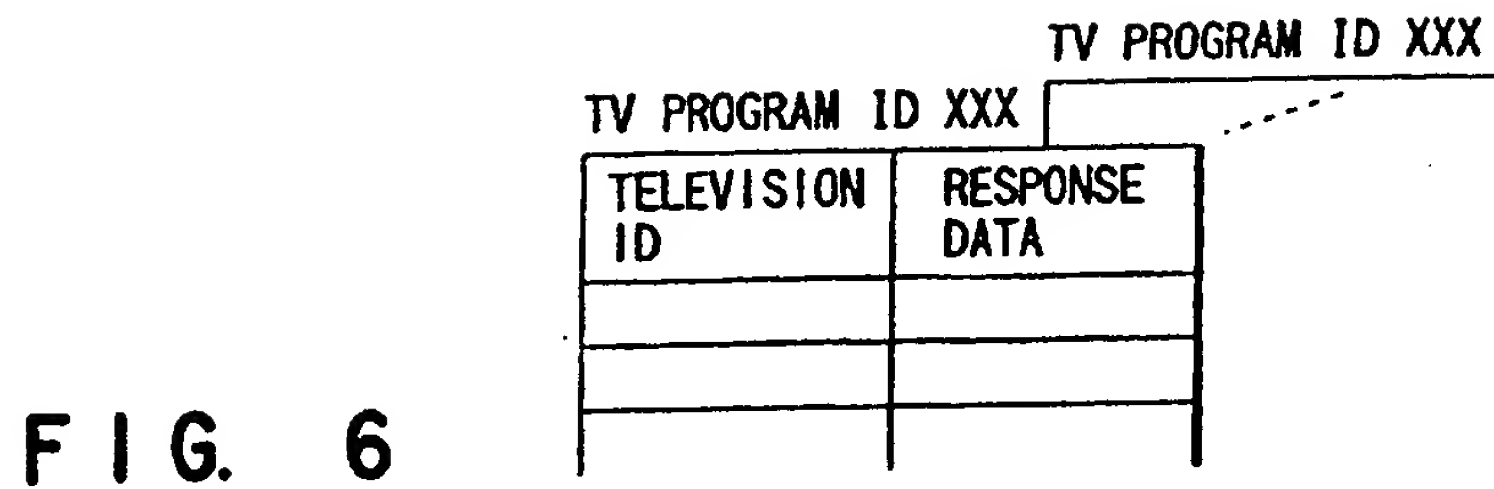 TV PROGRAM ID XXX
TV PROGRAM ID XXX
TELEVISION
ID
RESPONSE
DATA
FIG. 6